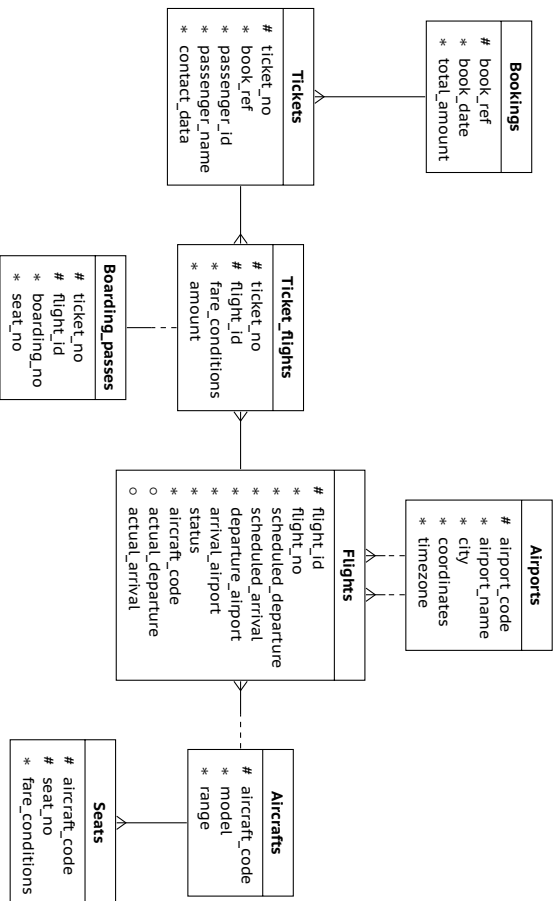 Bookings
# book_ref
* book_date
* total_amount
Airports
# airport_code
* airport_name
* city
* coordinates
* timezone
Tickets
# ticket_no
* book_ref
* passenger_id
* passenger_name
* contact_data
Ticket_flights
# ticket_no
# flight_id
* fare_conditions
* amount
Flights
# flight_id
* flight_no
* scheduled_departure
* scheduled_arrival
* departure_airport
* arrival_airport
* status
* aircraft_code
○ actual_departure
○ actual_arrival
Aircrafts
# aircraft_code
* model
* range
Boarding_passes
# ticket_no
# flight_id
* boarding_no
* seat_no
Seats
# aircraft_code
# seat_no
* fare_conditions